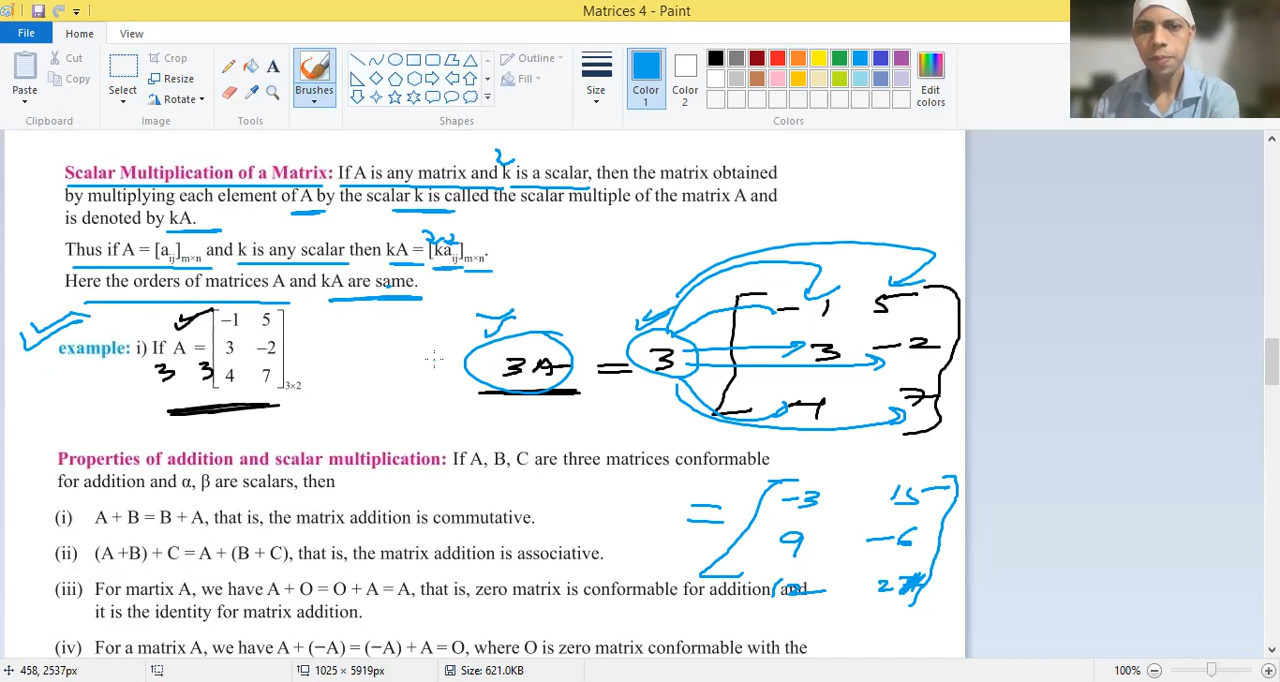 Matrices 4 - Paint
File Home View
Paste Cut Copy Select Crop Resize Rotate Brushes Outline Fill Size Color 1 Color 2 Edit colors
Clipboard Image Tools Shapes Colors
Scalar Multiplication of a Matrix: If A is any matrix and k is a scalar, then the matrix obtained
by multiplying each element of A by the scalar k is called the scalar multiple of the matrix A and
is denoted by kA.
Thus if A = [aij]m×n and k is any scalar then kA = [kaij]m×n.
Here the orders of matrices A and kA are same.
-1 5
example: i) If A = 3 -2
4 7 3×2
3 3
3A = 3
-1 5
3 -2
4 7
Properties of addition and scalar multiplication: If A, B, C are three matrices conformable
for addition and α, β are scalars, then
= -3 15
9 -6
12
(i) A + B = B + A, that is, the matrix addition is commutative.
(ii) (A +B) + C = A + (B + C), that is, the matrix addition is associative.
(iii) For martix A, we have A + O = O + A = A, that is, zero matrix is conformable for addition, and
it is the identity for matrix addition.
(iv) For a matrix A, we have A + (−A) = (−A) + A = O, where O is zero matrix conformable with the
458, 2537px 1025 × 5919px Size: 621.0KB 100%